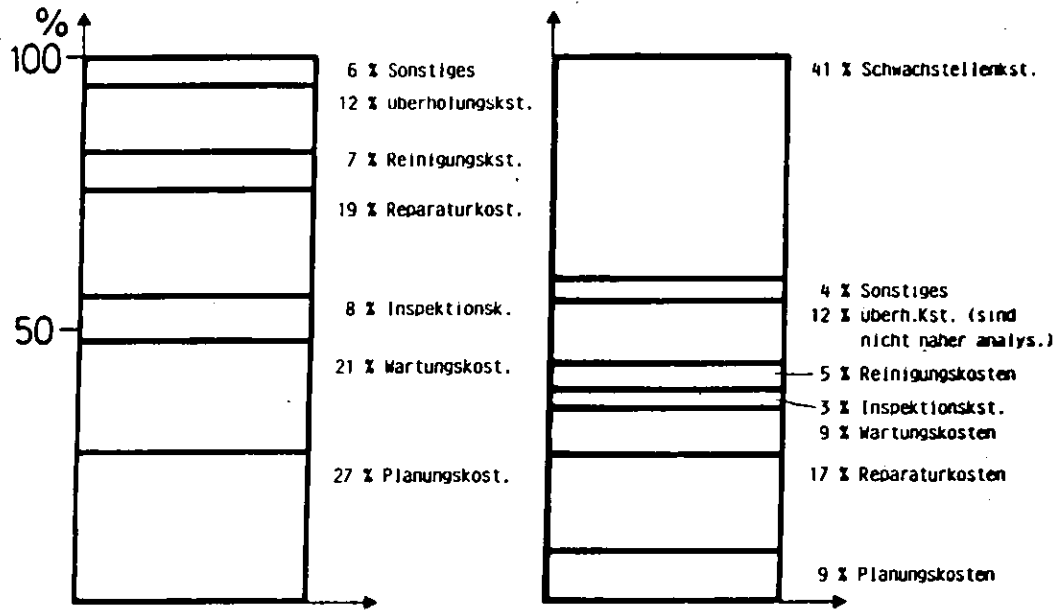 %
100
50
6 % Sonstiges
12 % uberholungskst.
7 % Reinigungskst.
19 % Reparaturkost.
8 % Inspektionsk.
21 % Wartungskost.
27 % Planungskost.
41 % Schwachstellenkst.
4 % Sonstiges
12 % uberh.Kst. (sind
nicht naher analys.)
5 % Reinigungskosten
3 % Inspektionskst.
9 % Wartungskosten
17 % Reparaturkosten
9 % Planungskosten